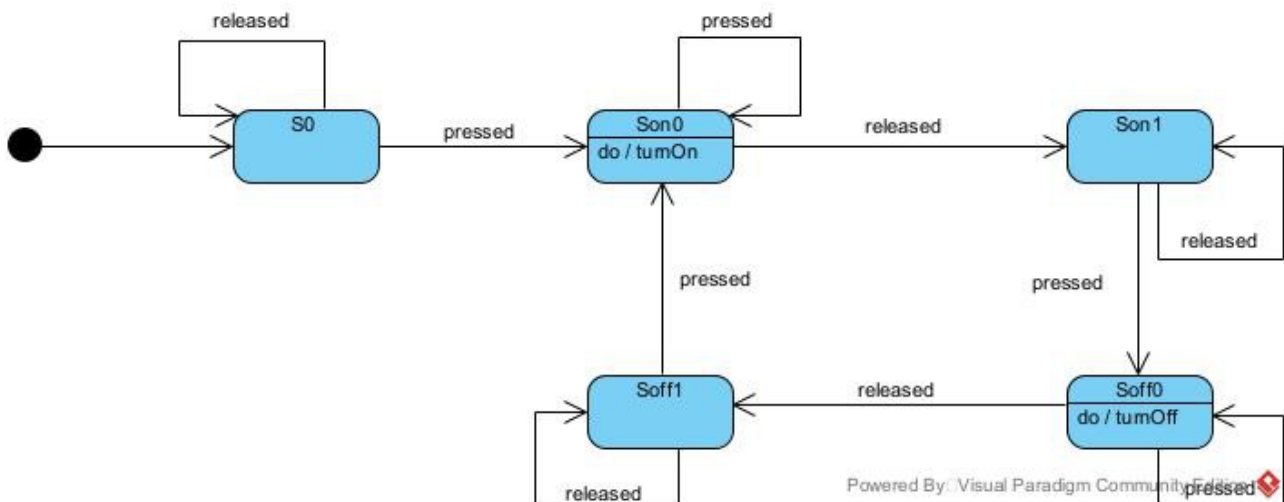 released
pressed
S0
pressed
Son0
do / turnOn
released
Son1
released
pressed
pressed
Soff1
released
Soff0
do / turnOff
released
Powered By Visual Paradigm Community Edition
pressed